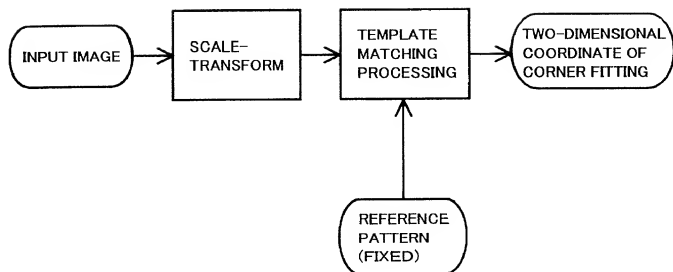 INPUT IMAGE
SCALE-
TRANSFORM
TEMPLATE
MATCHING
PROCESSING
TWO-DIMENSIONAL
COORDINATE OF
CORNER FITTING
REFERENCE
PATTERN
(FIXED)